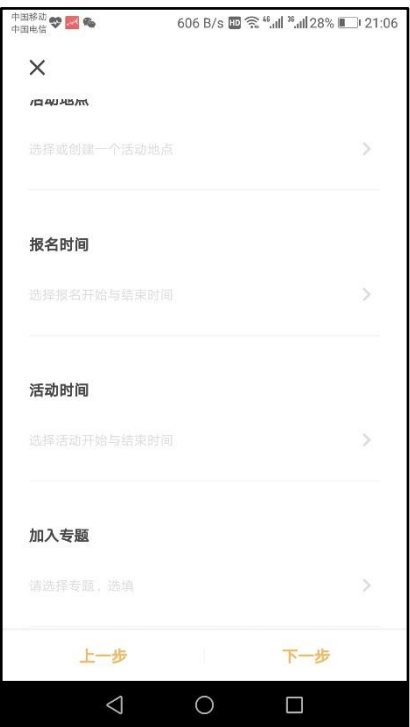 中国移动
中国电信
606 B/s HD 46 36 28% 21:06
活动地点
选择或创建一个活动地点
报名时间
选择报名开始与结束时间
活动时间
选择活动开始与结束时间
加入专题
请选择专题，选填
上一步
下一步